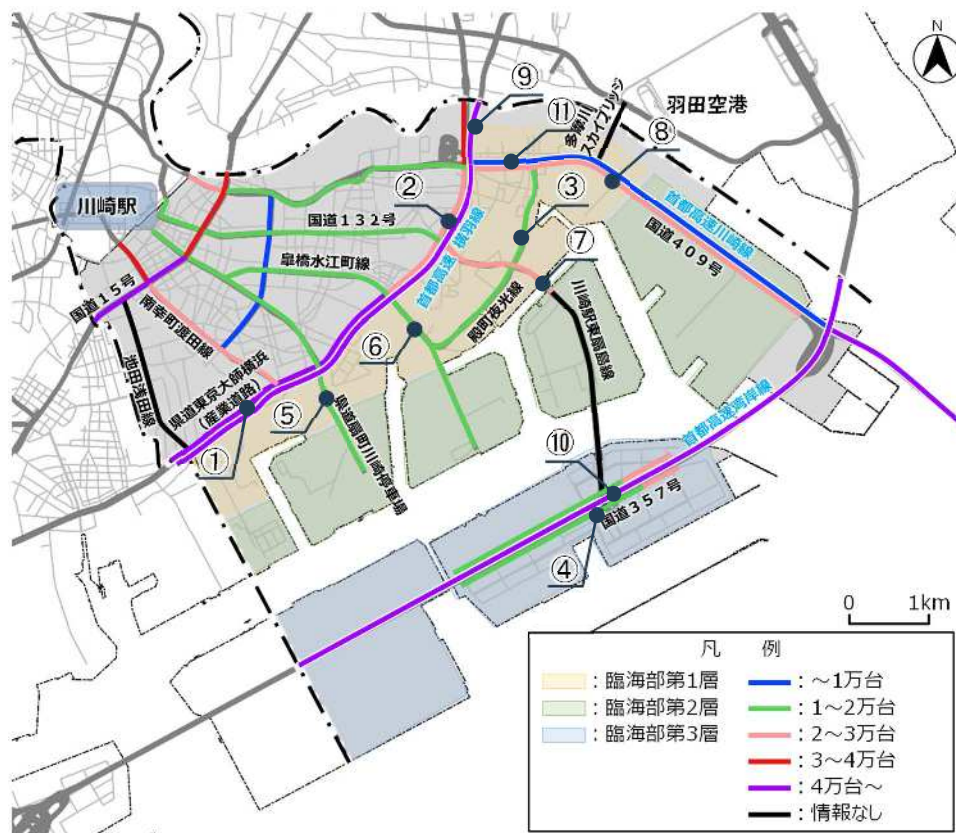 N
⑨
羽田空港
⑪
多摩川
スカイブリッジ
⑧
川崎駅
②
③
国道132号
首都高速 横羽線
首都高速川崎線
国道409号
⑦
皐橋水江町線
国道15号
南幸町渡田線
殿町夜光線
川崎駅東扇島線
⑥
池田浅田線
県道東京大師横浜
(産業道路)
⑤
県道扇町川崎停車場
①
首都高速湾岸線
⑩
国道357号
④
0 1km
凡 例
:臨海部第1層
:臨海部第2層
:臨海部第3層
:~1万台
:1~2万台
:2~3万台
:3~4万台
:4万台~
:情報なし